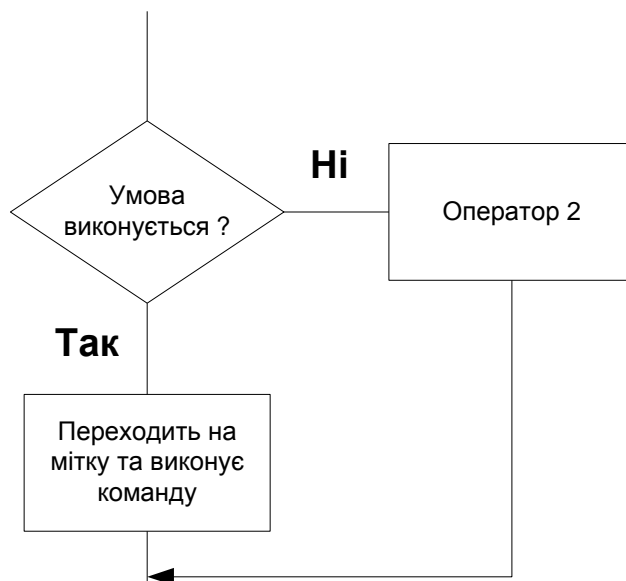 Умова
виконується ?
Ні
Оператор 2
Так
Переходить на
мітку та виконує
команду